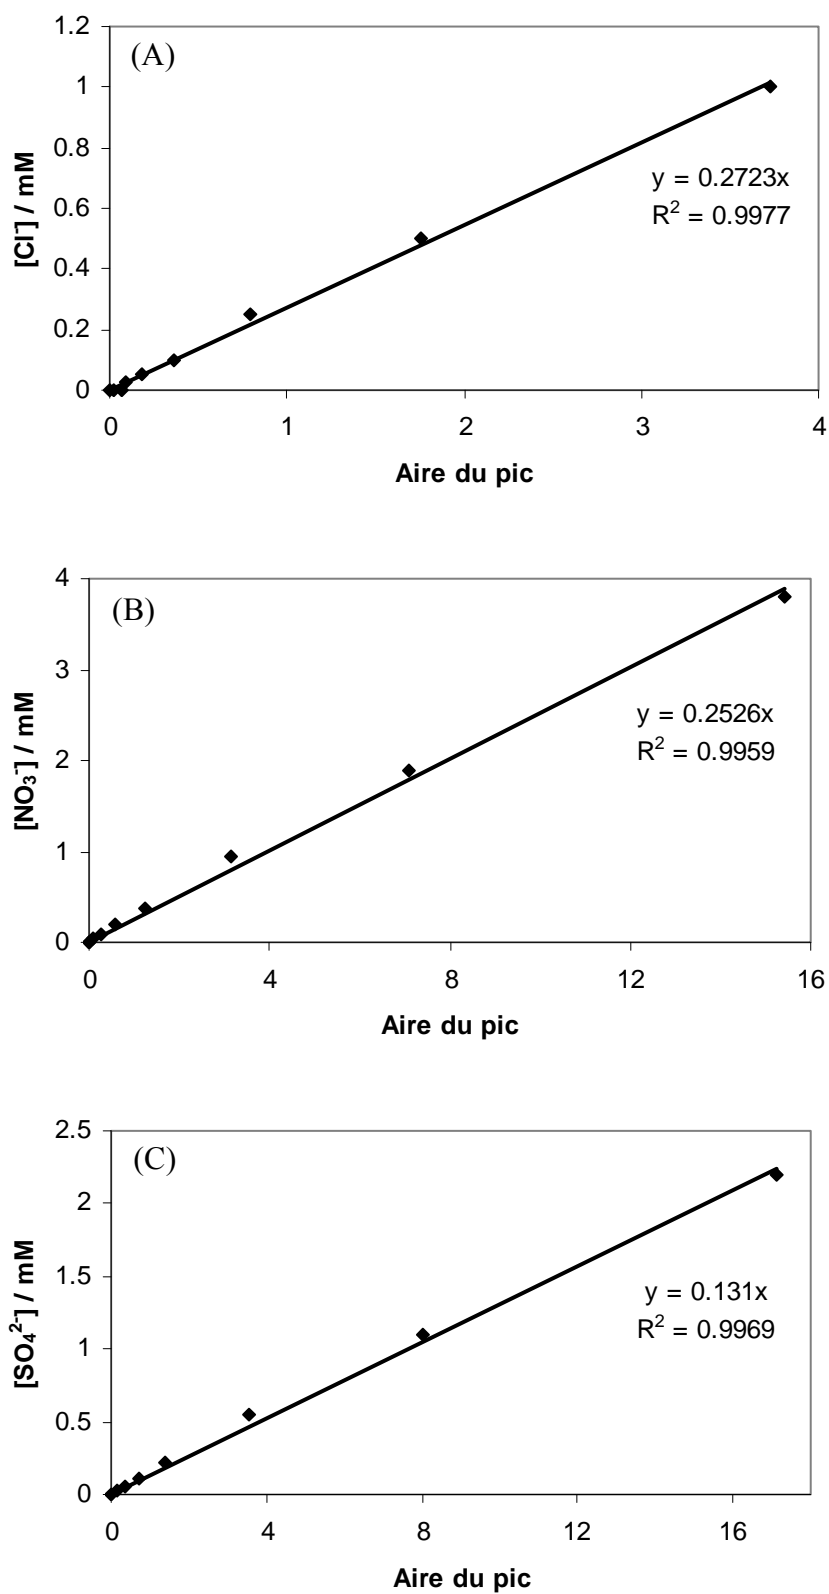 (A)
1.2
1
0.8
0.6
0.4
0.2
0
[Cl⁻] / mM
y = 0.2723x
R² = 0.9977
0 1 2 3 4
Aire du pic
(B)
4
3
2
1
0
[NO₃⁻] / mM
y = 0.2526x
R² = 0.9959
0 4 8 12 16
Aire du pic
(C)
2.5
2
1.5
1
0.5
0
[SO₄²⁻] / mM
y = 0.131x
R² = 0.9969
0 4 8 12 16
Aire du pic